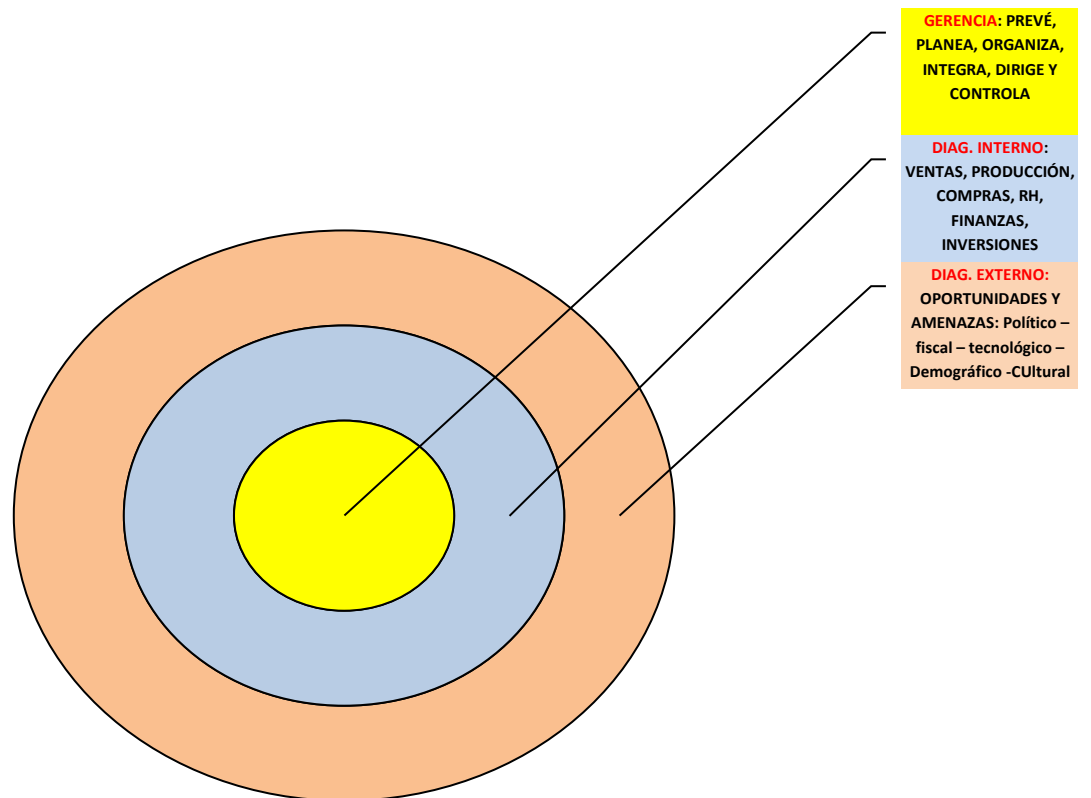 GERENCIA: PREVÉ,
PLANEA, ORGANIZA,
INTEGRA, DIRIGE Y
CONTROLA
DIAG. INTERNO:
VENTAS, PRODUCCIÓN,
COMPRAS, RH,
FINANZAS,
INVERSIONES
DIAG. EXTERNO:
OPORTUNIDADES Y
AMENAZAS: Político –
fiscal – tecnológico –
Demográfico -CUltural